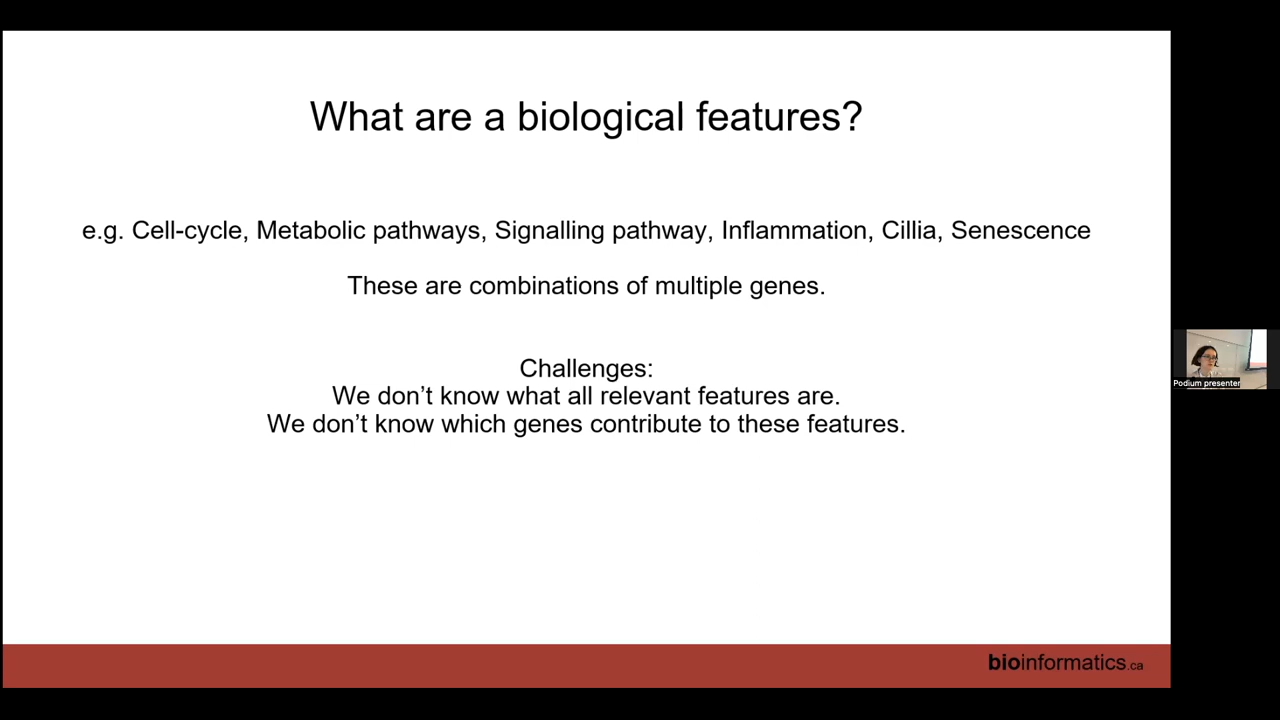 What are a biological features?
e.g. Cell-cycle, Metabolic pathways, Signalling pathway, Inflammation, Cillia, Senescence
These are combinations of multiple genes.
Challenges:
We don’t know what all relevant features are.
We don’t know which genes contribute to these features.
Podium presenter
bioinformatics.ca